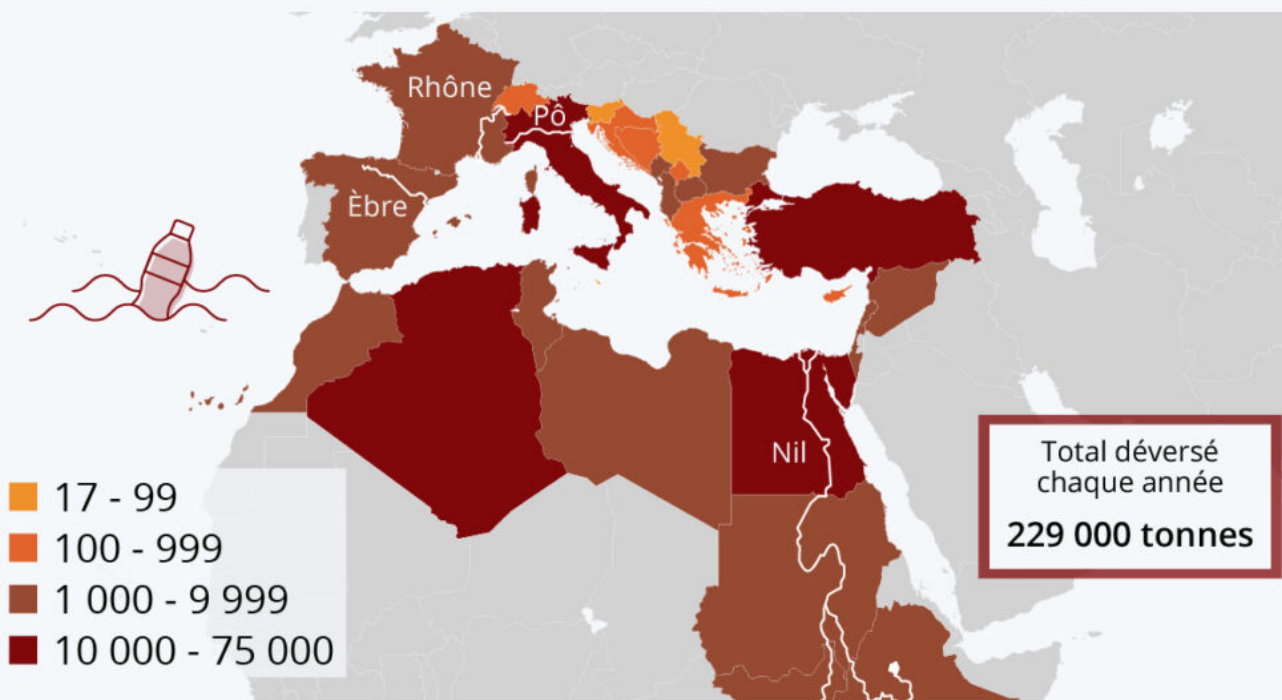 Rhône
Pô
Èbre
Nil
17 - 99
100 - 999
1 000 - 9 999
10 000 - 75 000
Total déversé
chaque année
229 000 tonnes